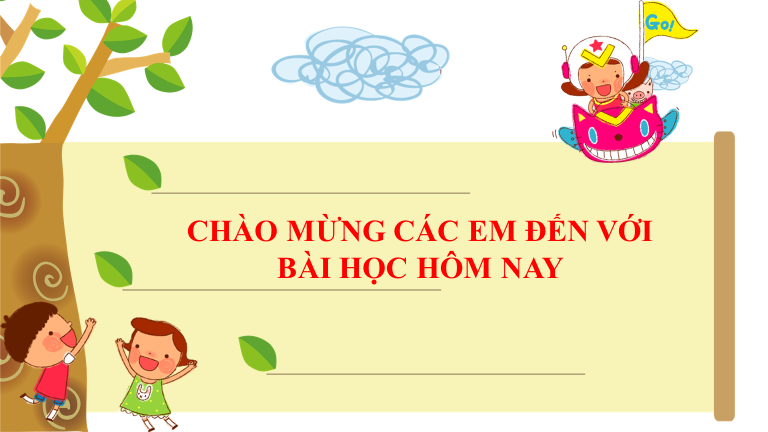 Go!
CHÀO MỪNG CÁC EM ĐẾN VỚI
BÀI HỌC HÔM NAY